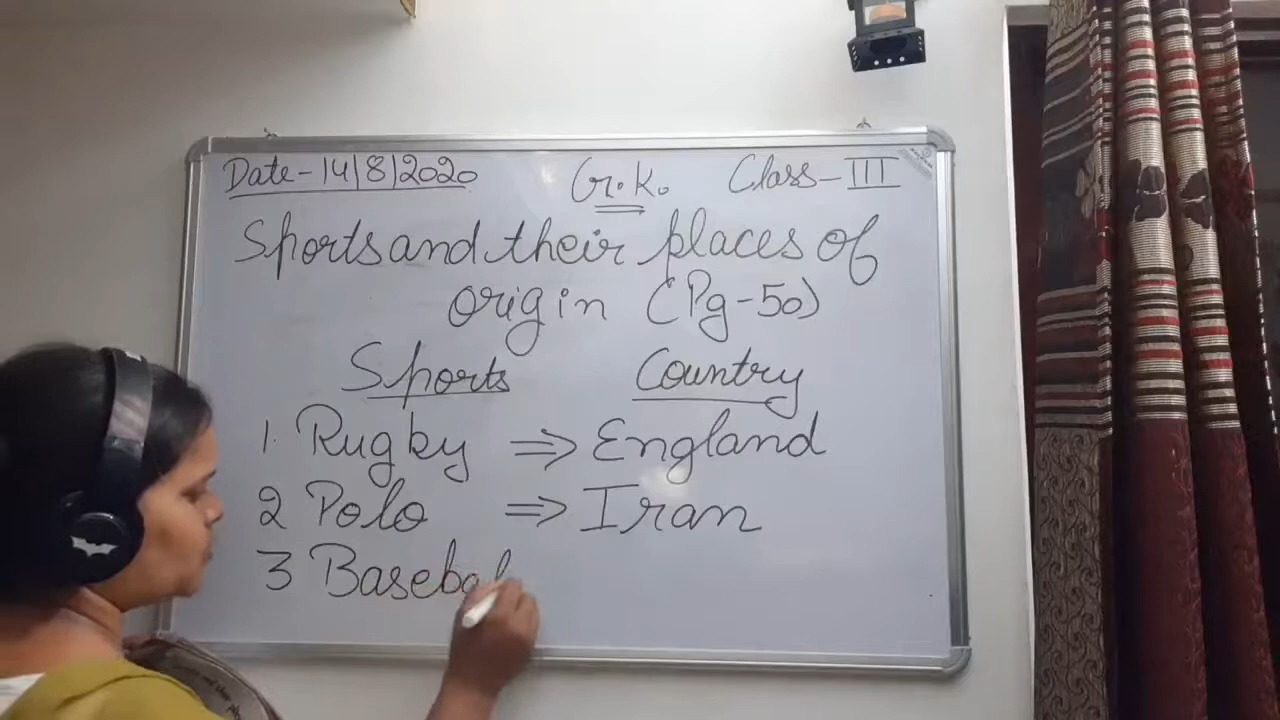 Date-14/8/2020 G.K. Class-III
Sports and their places of
origin (Pg-50)
Sports Country
1. Rugby ⇒ England
2 Polo ⇒ Iran
3 Basebal